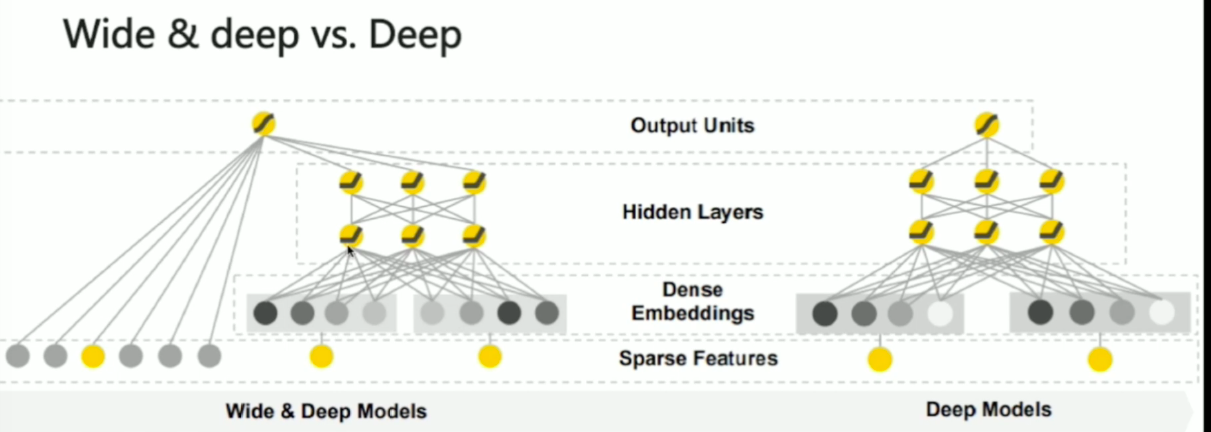 Wide & deep vs. Deep
Output Units
Hidden Layers
Dense
Embeddings
Sparse Features
Wide & Deep Models
Deep Models